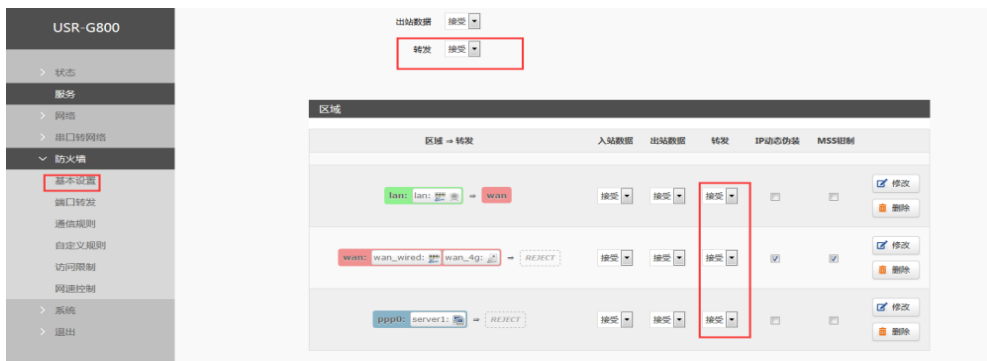 USR-G800
> 状态
服务
> 网络
> 串口转网络
防火墙
基本设置
端口转发
通信规则
自定义规则
访问限制
网速控制
> 系统
> 退出
出站数据 接受
转发 接受
区域
区域 ⇒ 转发 入站数据 出站数据 转发 IP动态伪装 MSS钳制
lan: lan: ⇒ wan 接受 接受 接受 修改
删除
wan: wan_wired: wan_4g: ⇒ REJECT 接受 接受 接受 修改
删除
ppp0: server1: ⇒ REJECT 接受 接受 接受 修改
删除